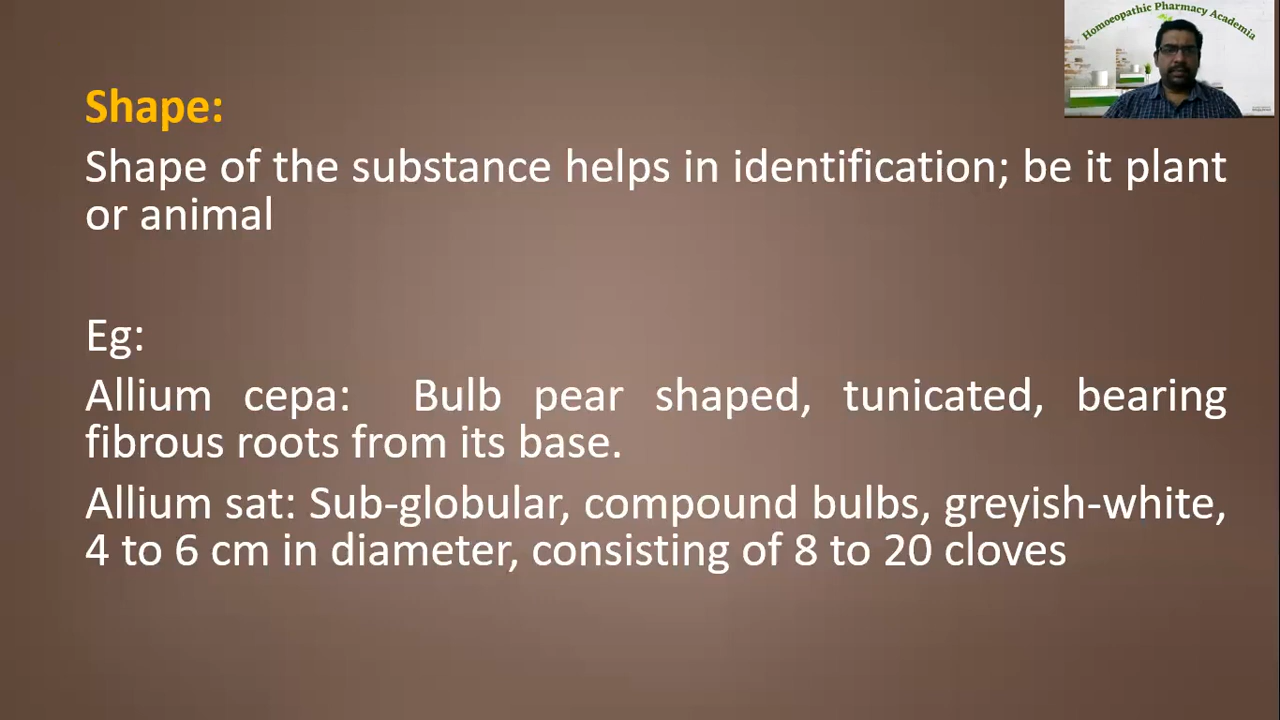 Homoeopathic Pharmacy Academia
Shape:
Shape of the substance helps in identification; be it plant
or animal
Eg:
Allium cepa: Bulb pear shaped, tunicated, bearing
fibrous roots from its base.
Allium sat: Sub-globular, compound bulbs, greyish-white,
4 to 6 cm in diameter, consisting of 8 to 20 cloves